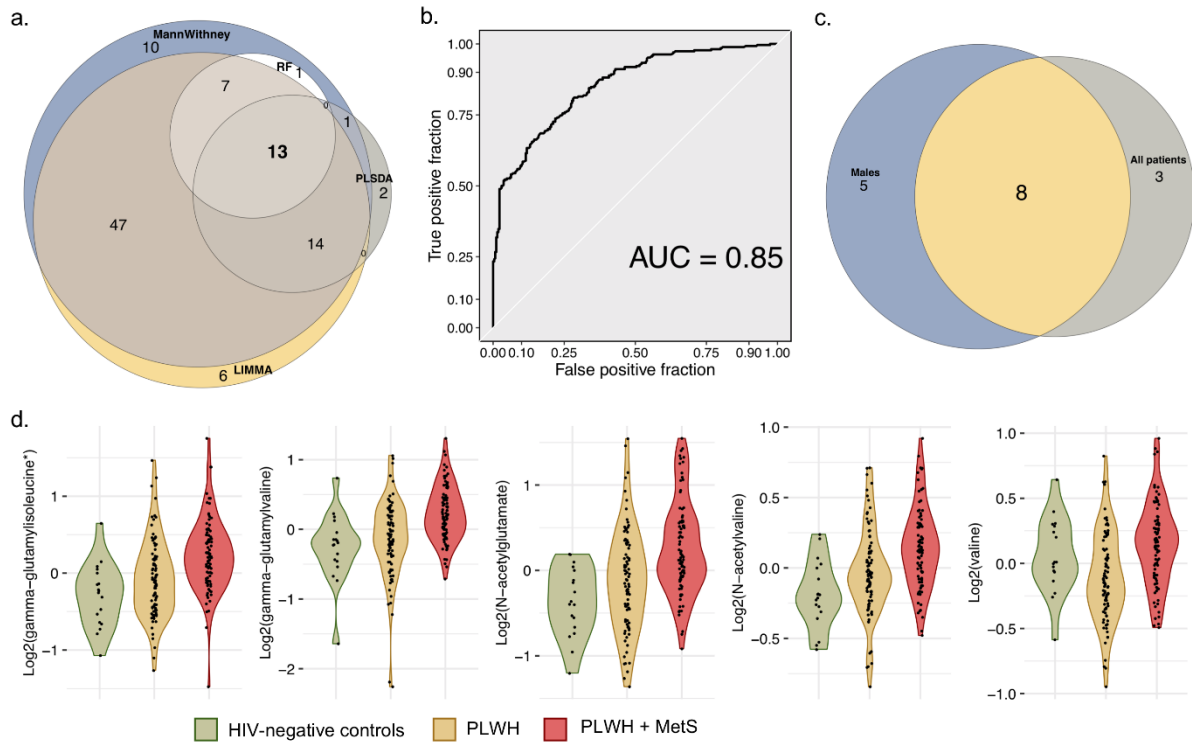 a.
MannWithney
10
RF
1
7
0
1
13
PLSDA
2
47
14
0
6
LIMMA
b.
True positive fraction
1.00
0.90
0.75
0.50
0.25
0.10
0.00
AUC = 0.85
0.00 0.10 0.25 0.50 0.75 0.90 1.00
False positive fraction
c.
Males
5
8
All patients
3
d.
Log2(gamma-glutamylisoleucine*)
1
0
−1
Log2(gamma-glutamylvaline)
1
0
−1
−2
Log2(N-acetylglutamate)
1
0
−1
Log2(N-acetylvaline)
1.0
0.5
0.0
−0.5
Log2(valine)
1.0
0.5
0.0
−0.5
−1.0
HIV-negative controls
PLWH
PLWH + MetS